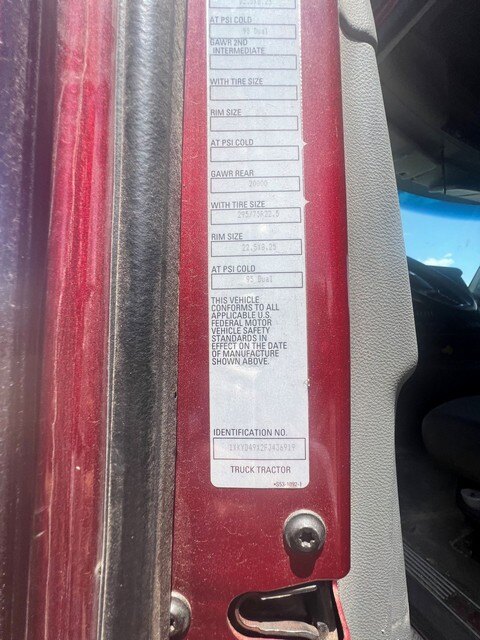 AT PSI COLD
GAWR 2ND
INTERMEDIATE
WITH TIRE SIZE
RIM SIZE
AT PSI COLD
GAWR REAR
20000
WITH TIRE SIZE
295/75R22.5
RIM SIZE
22.5X8.25
AT PSI COLD
95 Dual
THIS VEHICLE
CONFORMS TO ALL
APPLICABLE U.S.
FEDERAL MOTOR
VEHICLE SAFETY
STANDARDS IN
EFFECT ON THE DATE
OF MANUFACTURE
SHOWN ABOVE.
IDENTIFICATION NO.
TRUCK TRACTOR